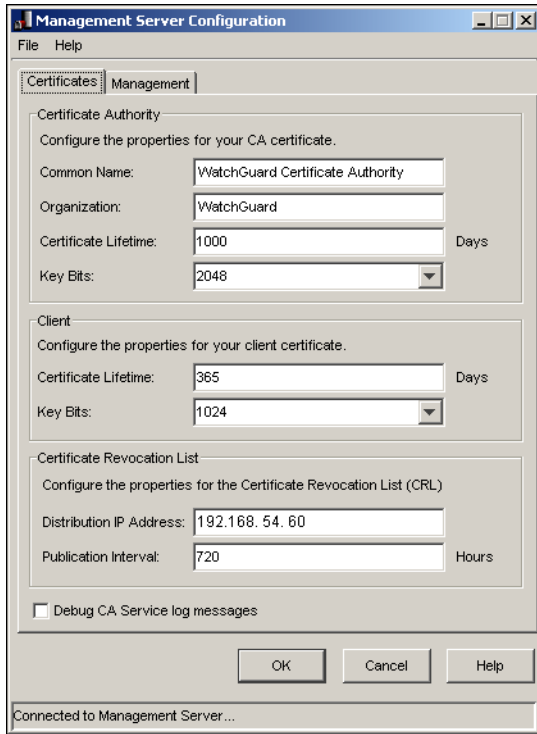 Management Server Configuration
File Help
Certificates Management
Certificate Authority
Configure the properties for your CA certificate.
Common Name: WatchGuard Certificate Authority
Organization: WatchGuard
Certificate Lifetime: 1000 Days
Key Bits: 2048
Client
Configure the properties for your client certificate.
Certificate Lifetime: 365 Days
Key Bits: 1024
Certificate Revocation List
Configure the properties for the Certificate Revocation List (CRL)
Distribution IP Address: 192.168. 54. 60
Publication Interval: 720 Hours
Debug CA Service log messages
OK Cancel Help
Connected to Management Server...